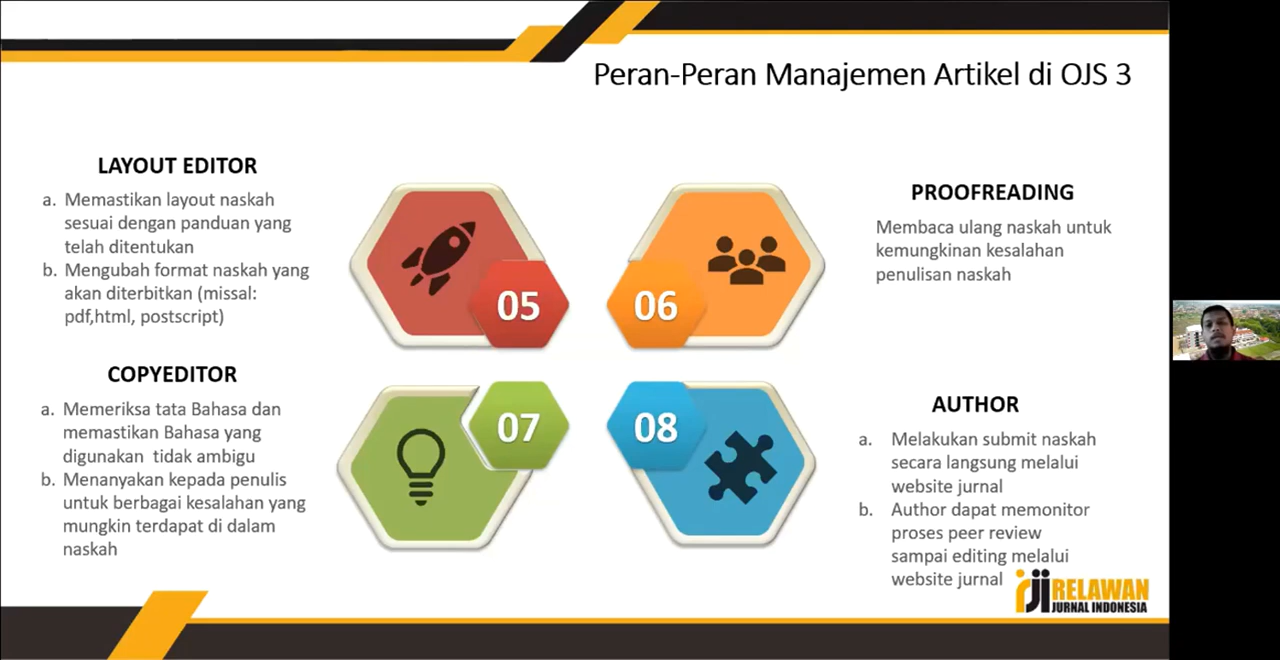 Peran-Peran Manajemen Artikel di OJS 3
LAYOUT EDITOR
a. Memastikan layout naskah
sesuai dengan panduan yang
telah ditentukan
b. Mengubah format naskah yang
akan diterbitkan (missal:
pdf,html, postscript)
05
06
PROOFREADING
Membaca ulang naskah untuk
kemungkinan kesalahan
penulisan naskah
COPYEDITOR
a. Memeriksa tata Bahasa dan
memastikan Bahasa yang
digunakan tidak ambigu
b. Menanyakan kepada penulis
untuk berbagai kesalahan yang
mungkin terdapat di dalam
naskah
07
08
AUTHOR
a. Melakukan submit naskah
secara langsung melalui
website jurnal
b. Author dapat memonitor
proses peer review
sampai editing melalui
website jurnal
rji RELAWAN
JURNAL INDONESIA